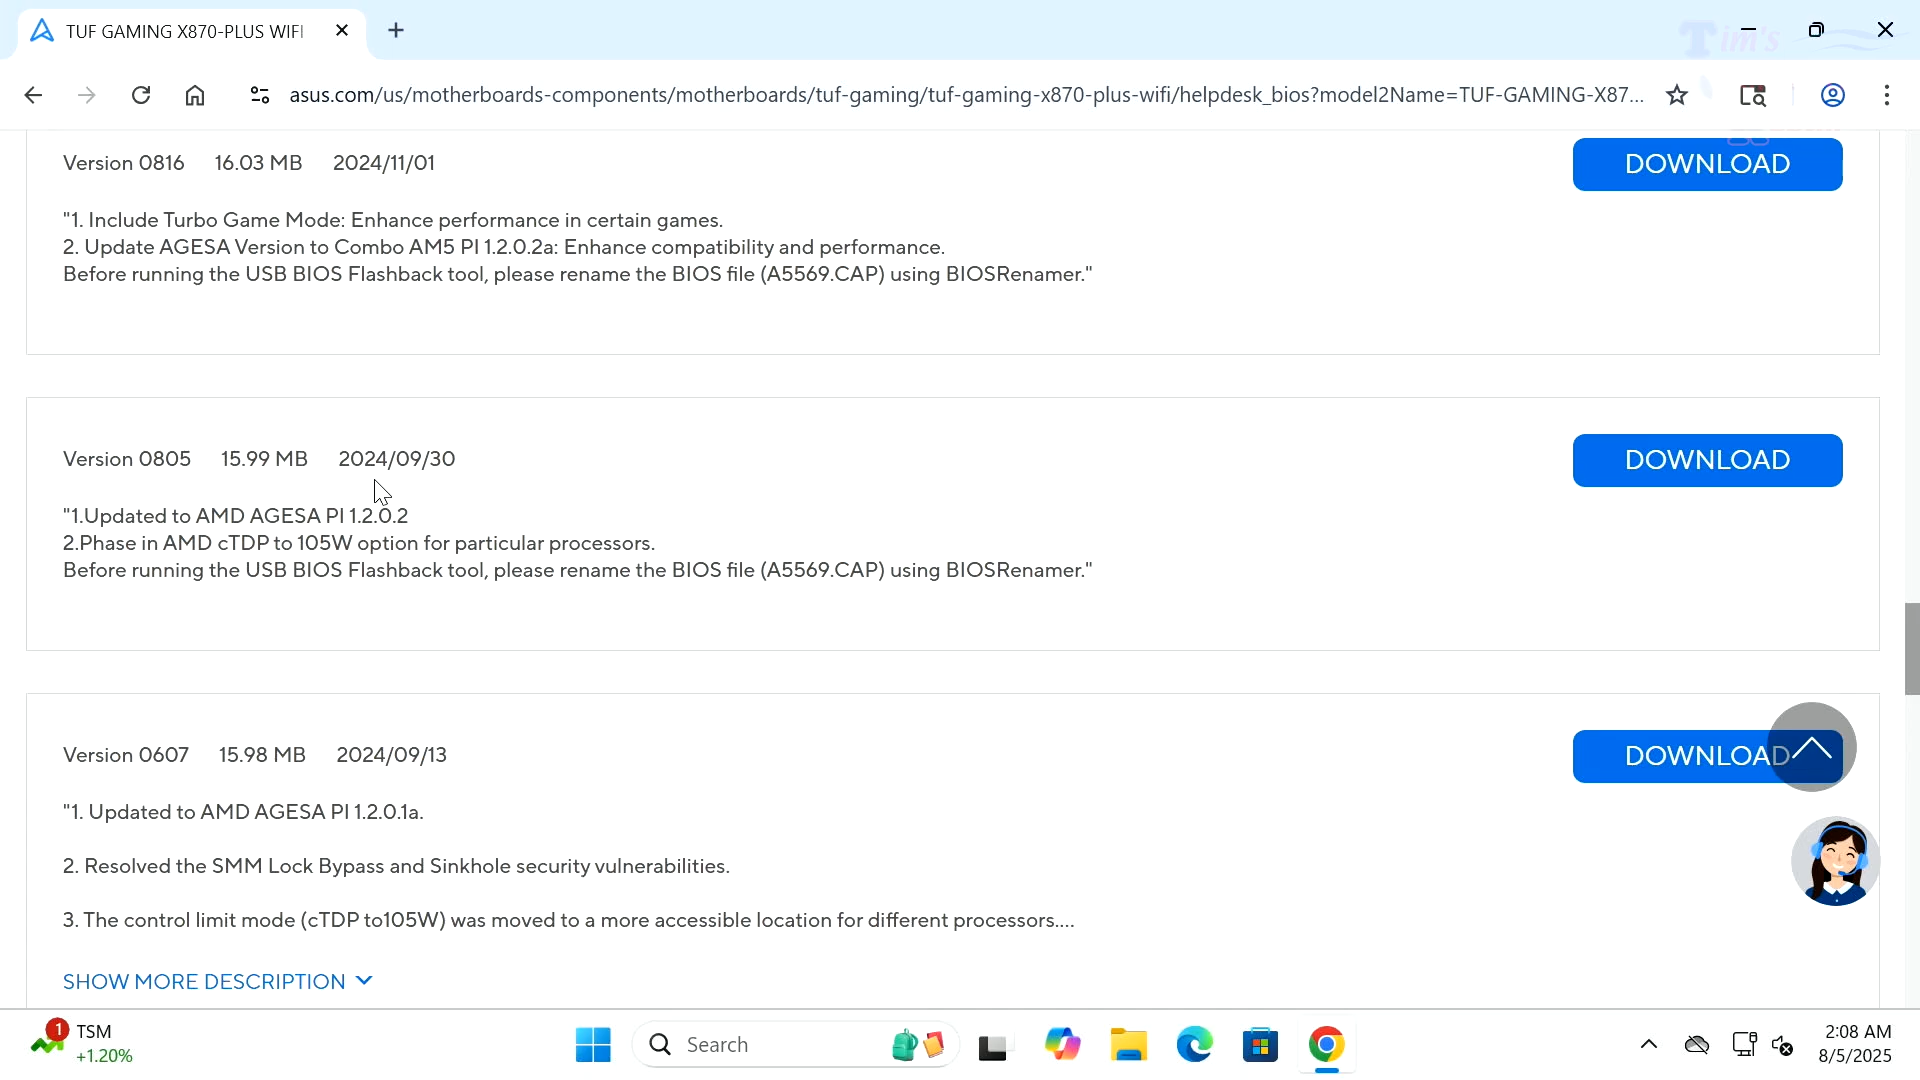 TUF GAMING X870-PLUS WIFI
Tim's
asus.com/us/motherboards-components/motherboards/tuf-gaming/tuf-gaming-x870-plus-wifi/helpdesk_bios?model2Name=TUF-GAMING-X87...
Version 0816 16.03 MB 2024/11/01 DOWNLOAD
"1. Include Turbo Game Mode: Enhance performance in certain games.
2. Update AGESA Version to Combo AM5 PI 1.2.0.2a: Enhance compatibility and performance.
Before running the USB BIOS Flashback tool, please rename the BIOS file (A5569.CAP) using BIOSRenamer."
Version 0805 15.99 MB 2024/09/30 DOWNLOAD
"1.Updated to AMD AGESA PI 1.2.0.2
2.Phase in AMD cTDP to 105W option for particular processors.
Before running the USB BIOS Flashback tool, please rename the BIOS file (A5569.CAP) using BIOSRenamer."
Version 0607 15.98 MB 2024/09/13 DOWNLOAD
"1. Updated to AMD AGESA PI 1.2.0.1a.
2. Resolved the SMM Lock Bypass and Sinkhole security vulnerabilities.
3. The control limit mode (cTDP to105W) was moved to a more accessible location for different processors....
SHOW MORE DESCRIPTION
1 TSM
+1.20%
Search
2:08 AM
8/5/2025